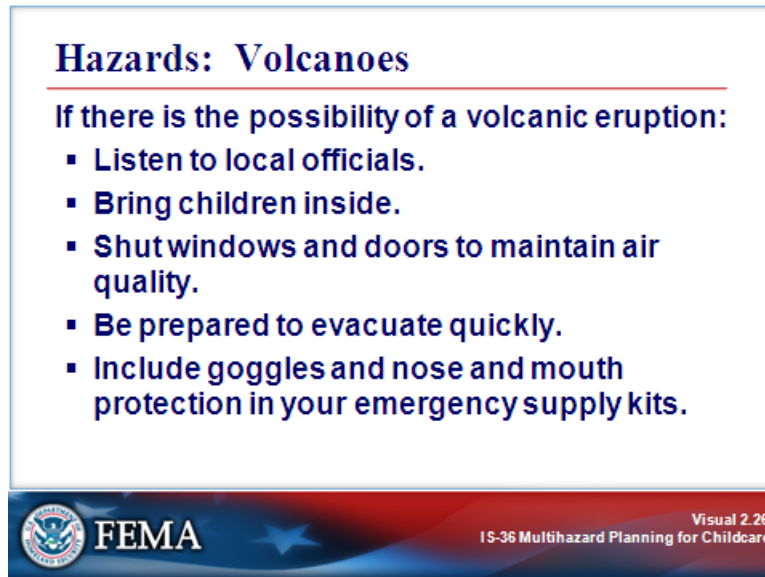 Hazards: Volcanoes
If there is the possibility of a volcanic eruption:
▪ Listen to local officials.
▪ Bring children inside.
▪ Shut windows and doors to maintain air
quality.
▪ Be prepared to evacuate quickly.
▪ Include goggles and nose and mouth
protection in your emergency supply kits.
FEMA
Visual 2.26
IS-36 Multihazard Planning for Childcare